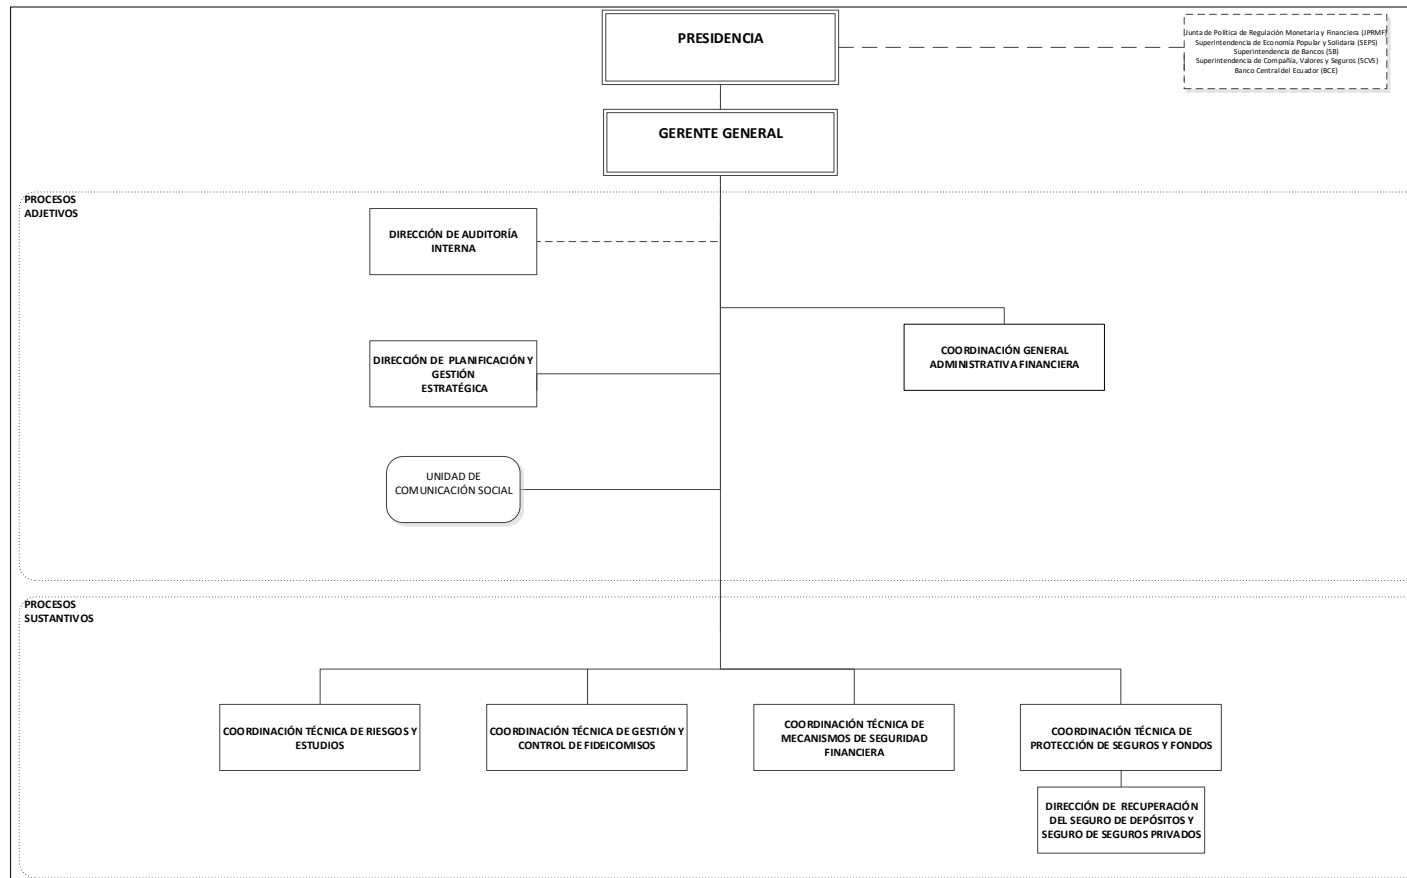 PRESIDENCIA
Junta de Política de Regulación Monetaria y Financiera (JPRMF)
Superintendencia de Economía Popular y Solidaria (SEPS)
Superintendencia de Bancos (SB)
Superintendencia de Compañía, Valores y Seguros (SCVS)
Banco Central del Ecuador (BCE)
GERENTE GENERAL
PROCESOS
ADJETIVOS
DIRECCIÓN DE AUDITORÍA
INTERNA
COORDINACIÓN GENERAL
ADMINISTRATIVA FINANCIERA
DIRECCIÓN DE PLANIFICACIÓN Y
GESTIÓN
ESTRATÉGICA
UNIDAD DE
COMUNICACIÓN SOCIAL
PROCESOS
SUSTANTIVOS
COORDINACIÓN TÉCNICA DE RIESGOS Y
ESTUDIOS
COORDINACIÓN TÉCNICA DE GESTIÓN Y
CONTROL DE FIDEICOMISOS
COORDINACIÓN TÉCNICA DE
MECANISMOS DE SEGURIDAD
FINANCIERA
COORDINACIÓN TÉCNICA DE
PROTECCIÓN DE SEGUROS Y FONDOS
DIRECCIÓN DE RECUPERACIÓN
DEL SEGURO DE DEPÓSITOS Y
SEGURO DE SEGUROS PRIVADOS